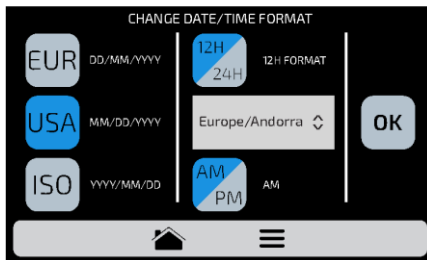 CHANGE DATE/TIME FORMAT
EUR DD/MM/YYYY
USA MM/DD/YYYY
ISO YYYY/MM/DD
12H
24H
12H FORMAT
Europe/Andorra
AM
PM
AM
OK